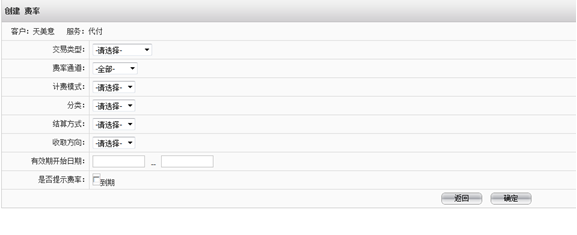 创建 费率
客户: 天美意 服务: 代付
交易类型: -请选择-
费率通道: -全部-
计费模式: -请选择-
分类: -请选择-
结算方式: -请选择-
收取方向: -请选择-
有效期开始日期: --
是否提示费率: 到期
返回 确定